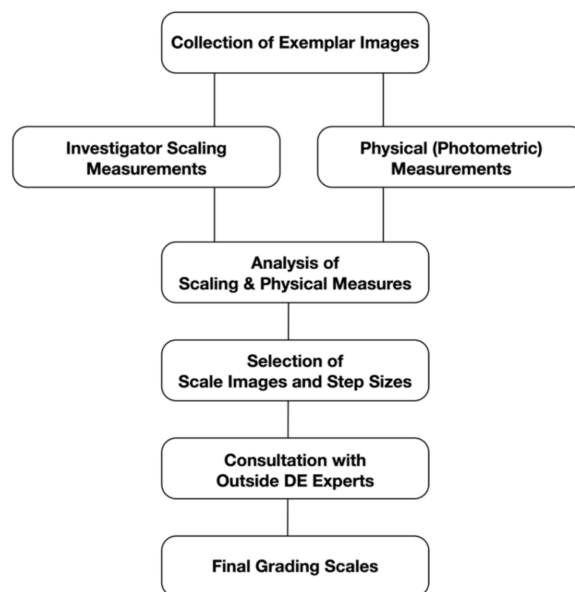 Collection of Exemplar Images
Investigator Scaling
Measurements
Physical (Photometric)
Measurements
Analysis of
Scaling & Physical Measures
Selection of
Scale Images and Step Sizes
Consultation with
Outside DE Experts
Final Grading Scales